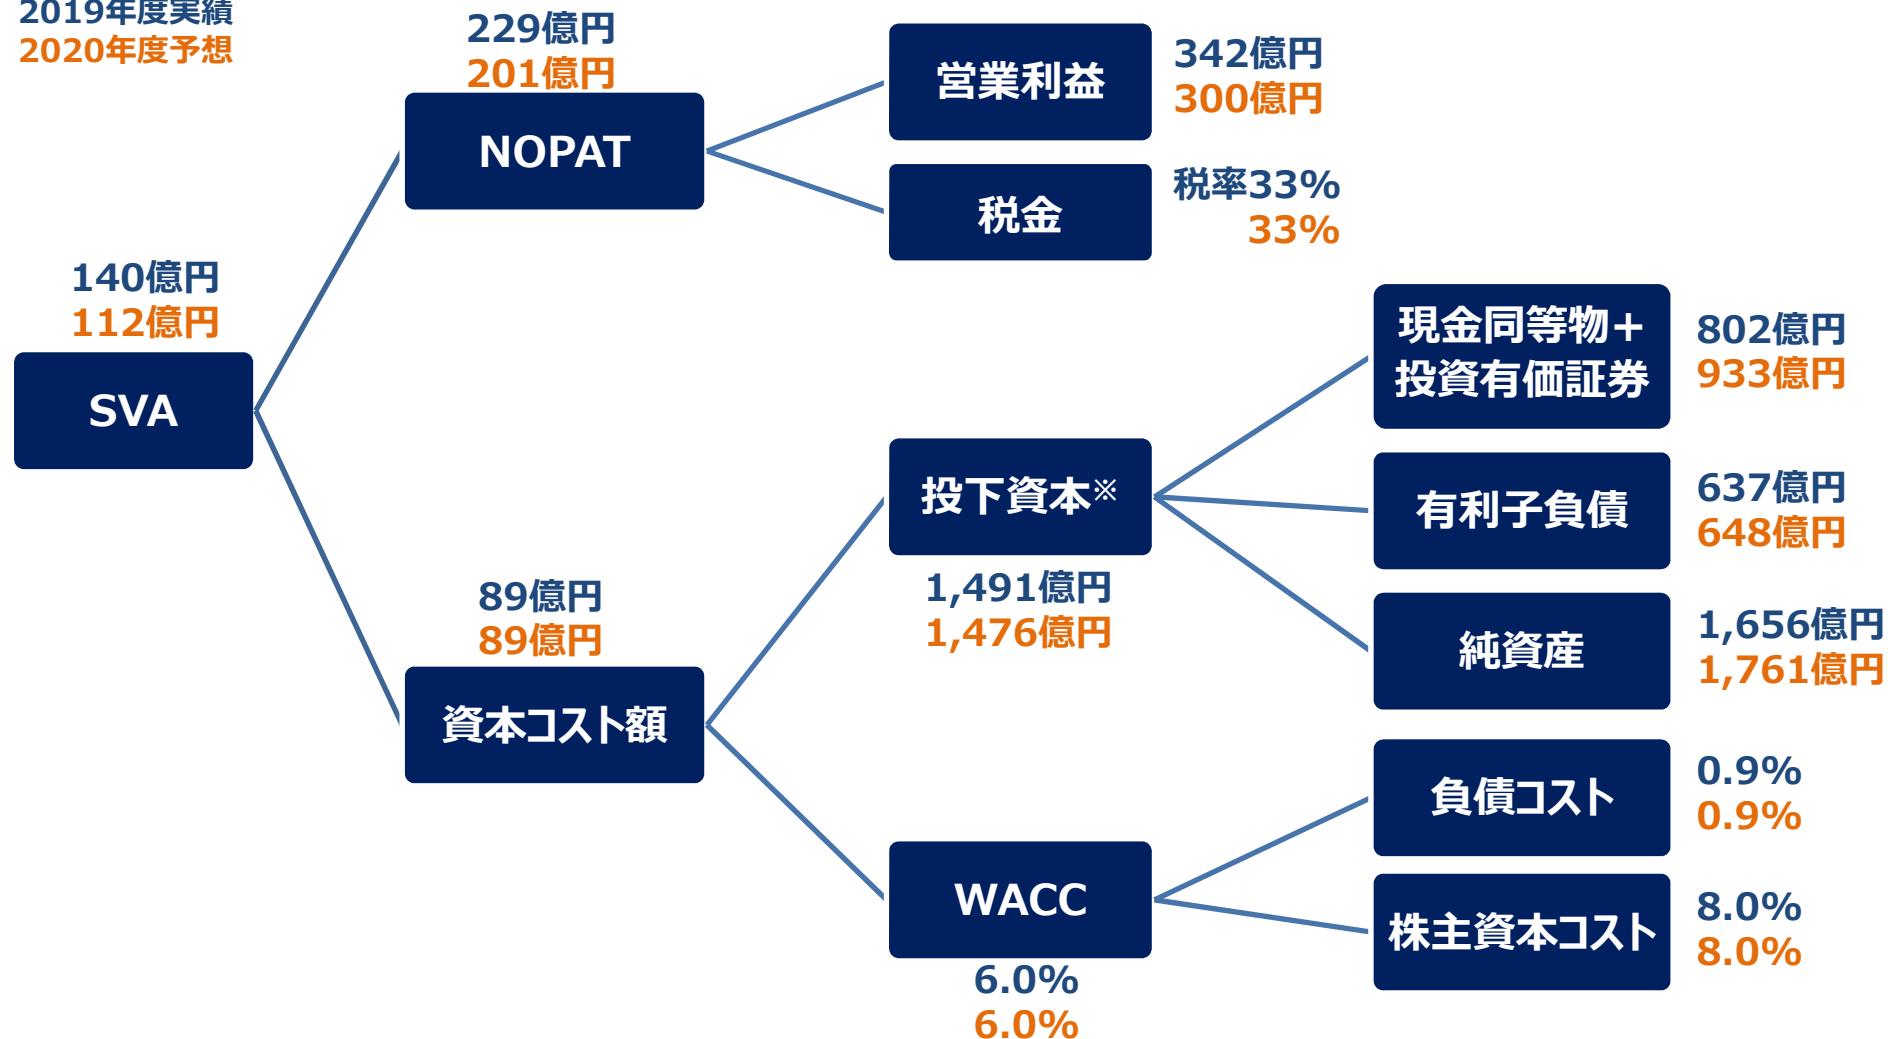 2019年度実績
2020年度予想
229億円
201億円
NOPAT
営業利益
342億円
300億円
税金
税率33%
33%
140億円
112億円
SVA
現金同等物+
投資有価証券
802億円
933億円
投下資本※
1,491億円
1,476億円
有利子負債
637億円
648億円
純資産
1,656億円
1,761億円
89億円
89億円
資本コスト額
負債コスト
0.9%
0.9%
WACC
6.0%
6.0%
株主資本コスト
8.0%
8.0%